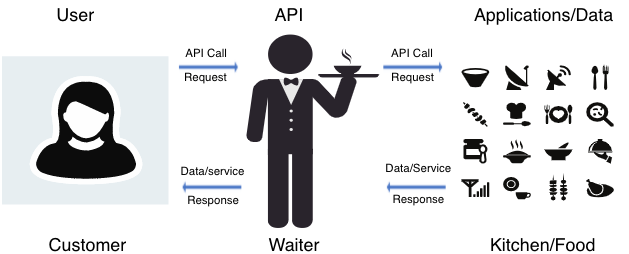 User
API
Applications/Data
API Call
Request
API Call
Request
Data/service
Response
Data/Service
Response
Customer
Waiter
Kitchen/Food